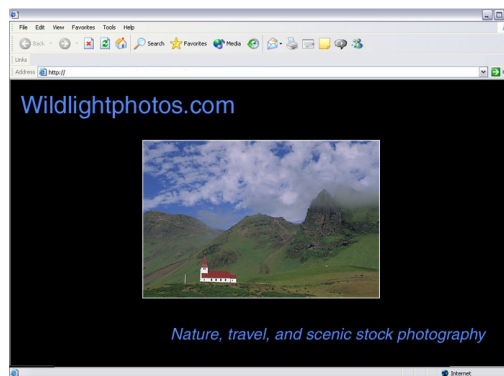 File Edit View Favorites Tools Help
Back Search Favorites Media
Links
Address http://
Wildlightphotos.com
Nature, travel, and scenic stock photography
Internet